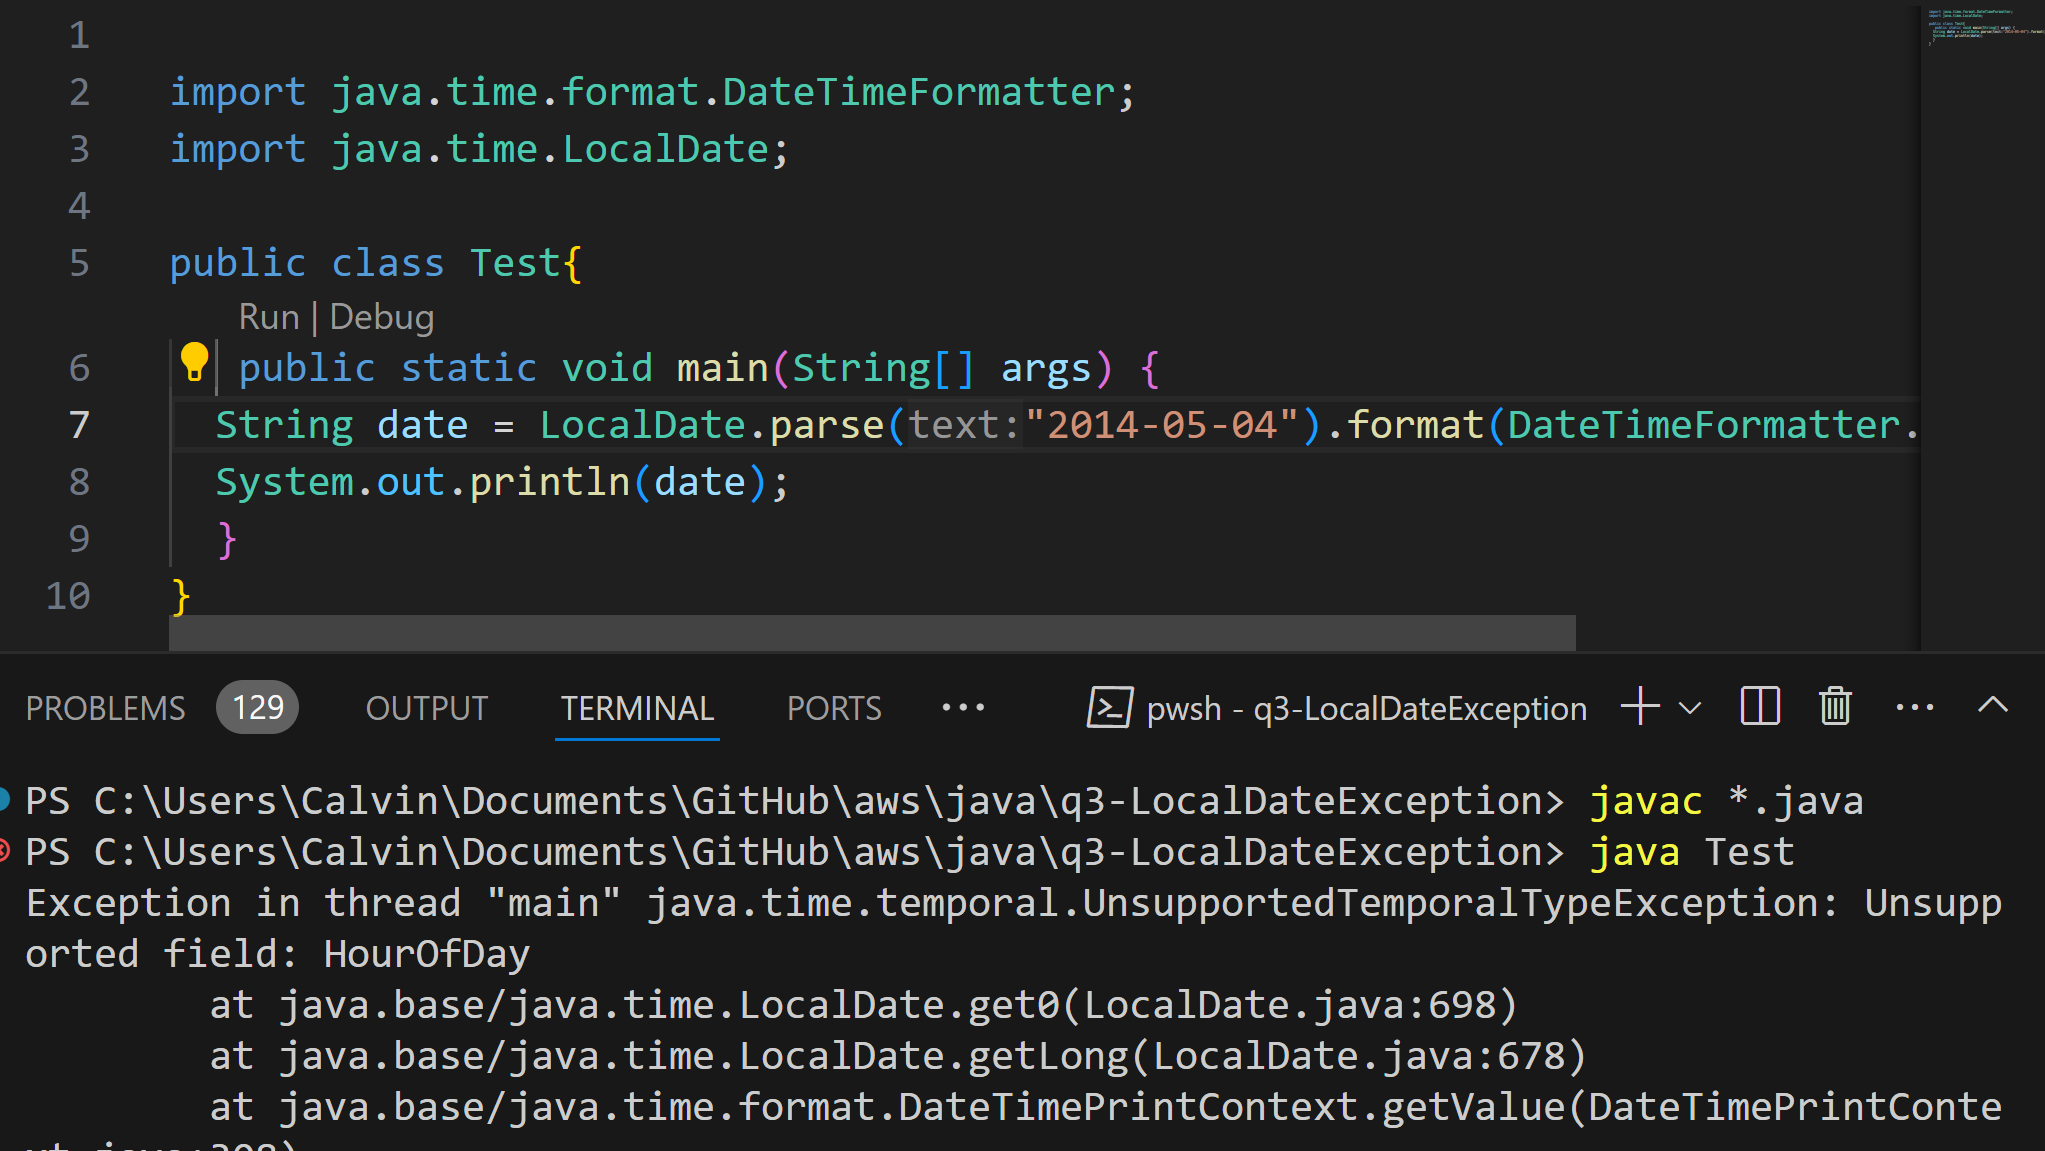 1
2 import java.time.format.DateTimeFormatter;
3 import java.time.LocalDate;
4
5 public class Test{
Run | Debug
6 public static void main(String[] args) {
7 String date = LocalDate.parse(text:"2014-05-04").format(DateTimeFormatter.
8 System.out.println(date);
9 }
10 }
PROBLEMS 129 OUTPUT TERMINAL PORTS ··· pwsh - q3-LocalDateException
PS C:\Users\Calvin\Documents\GitHub\aws\java\q3-LocalDateException> javac *.java
PS C:\Users\Calvin\Documents\GitHub\aws\java\q3-LocalDateException> java Test
Exception in thread "main" java.time.temporal.UnsupportedTemporalTypeException: Unsupp
orted field: HourOfDay
at java.base/java.time.LocalDate.get0(LocalDate.java:698)
at java.base/java.time.LocalDate.getLong(LocalDate.java:678)
at java.base/java.time.format.DateTimePrintContext.getValue(DateTimePrintConte